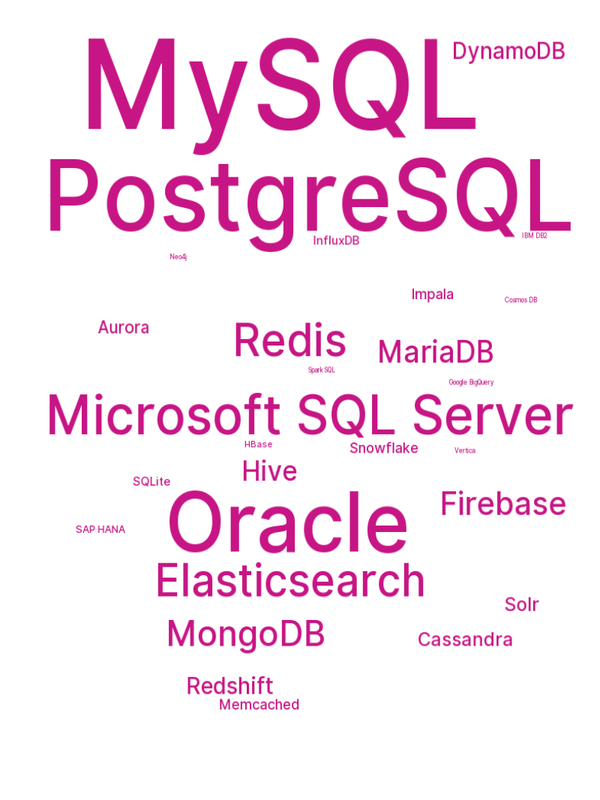 MySQL
DynamoDB
PostgreSQL
IBM DB2
InfluxDB
Neo4j
Impala
Cosmos DB
Aurora
Redis
MariaDB
Spark SQL
Google BigQuery
Microsoft SQL Server
HBase
Snowflake
Vertica
Hive
SQLite
Firebase
Oracle
SAP HANA
Elasticsearch
Solr
MongoDB
Cassandra
Redshift
Memcached